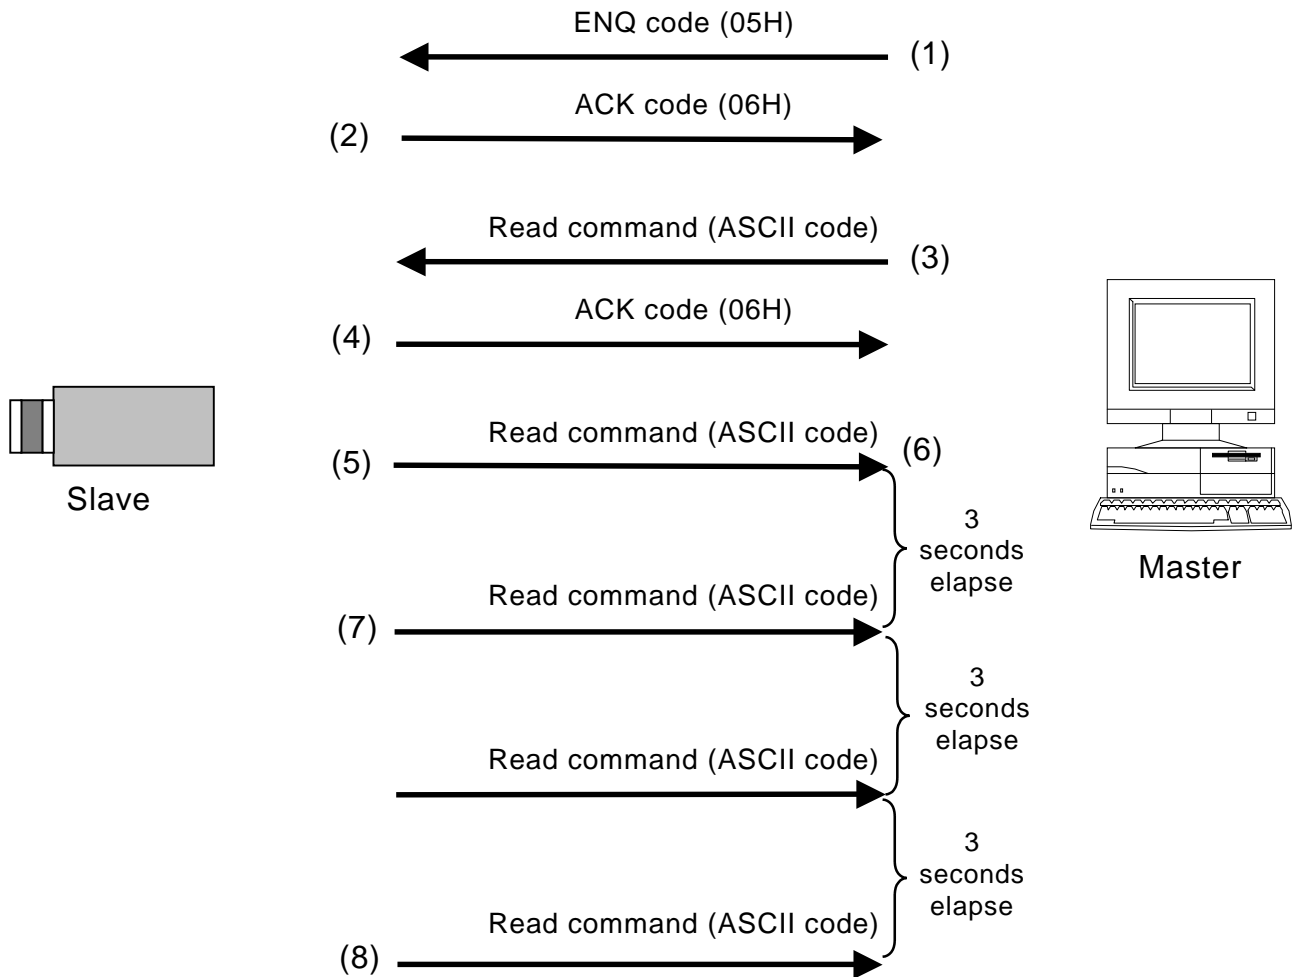 ENQ code (05H)
(1)
ACK code (06H)
(2)
Read command (ASCII code)
(3)
ACK code (06H)
(4)
Read command (ASCII code)
(5)
(6)
Slave
3
seconds
elapse
Master
Read command (ASCII code)
(7)
3
seconds
elapse
Read command (ASCII code)
3
seconds
elapse
Read command (ASCII code)
(8)